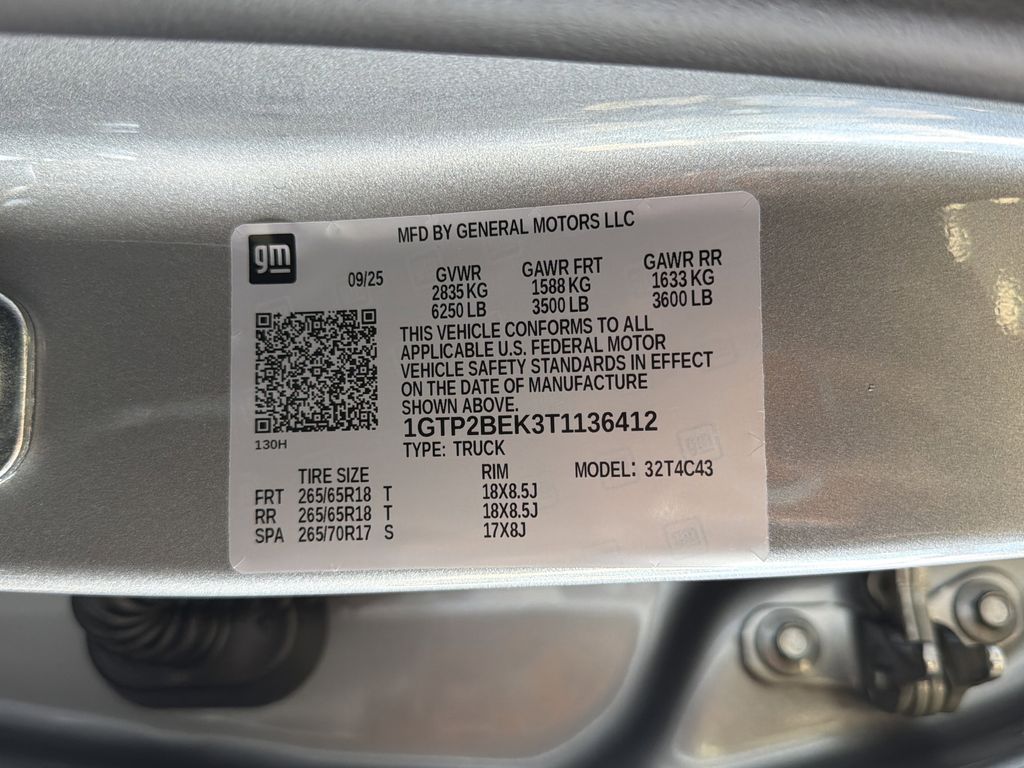 MFD BY GENERAL MOTORS LLC
gm
09/25 GVWR GAWR FRT GAWR RR
2835 KG 1588 KG 1633 KG
6250 LB 3500 LB 3600 LB
THIS VEHICLE CONFORMS TO ALL
APPLICABLE U.S. FEDERAL MOTOR
VEHICLE SAFETY STANDARDS IN EFFECT
ON THE DATE OF MANUFACTURE
SHOWN ABOVE.
1GTP2BEK3T1136412
130H
TYPE: TRUCK
TIRE SIZE RIM MODEL: 32T4C43
FRT 265/65R18 T 18X8.5J
RR 265/65R18 T 18X8.5J
SPA 265/70R17 S 17X8J